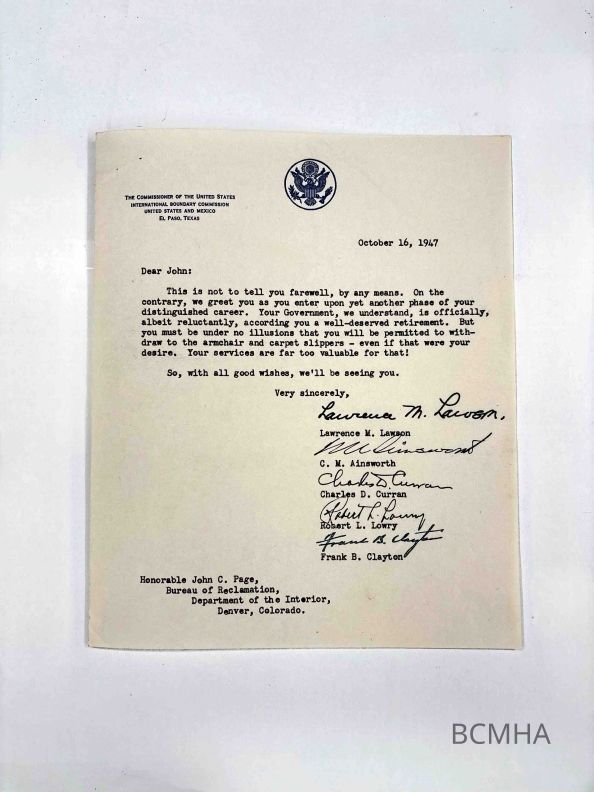 THE COMMISSIONER OF THE UNITED STATES
INTERNATIONAL BOUNDARY COMMISSION
UNITED STATES AND MEXICO
EL PASO, TEXAS
October 16, 1947
Dear John:
This is not to tell you farewell, by any means. On the
contrary, we greet you as you enter upon yet another phase of your
distinguished career. Your Government, we understand, is officially,
albeit reluctantly, according you a well-deserved retirement. But
you must be under no illusions that you will be permitted to with-
draw to the armchair and carpet slippers - even if that were your
desire. Your services are far too valuable for that!
So, with all good wishes, we'll be seeing you.
Very sincerely,
Lawrence M. Lawson.
Lawrence M. Lawson
C M Ainsworth
C. M. Ainsworth
Charles D. Curran
Charles D. Curran
Robert L. Lowry
Robert L. Lowry
Frank B. Clayton
Frank B. Clayton
Honorable John C. Page,
Bureau of Reclamation,
Department of the Interior,
Denver, Colorado.
BCMHA